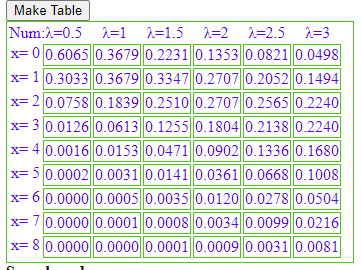 Make Table
Num:λ=0.5 λ=1 λ=1.5 λ=2 λ=2.5 λ=3
x= 0 0.6065 0.3679 0.2231 0.1353 0.0821 0.0498
x= 1 0.3033 0.3679 0.3347 0.2707 0.2052 0.1494
x= 2 0.0758 0.1839 0.2510 0.2707 0.2565 0.2240
x= 3 0.0126 0.0613 0.1255 0.1804 0.2138 0.2240
x= 4 0.0016 0.0153 0.0471 0.0902 0.1336 0.1680
x= 5 0.0002 0.0031 0.0141 0.0361 0.0668 0.1008
x= 6 0.0000 0.0005 0.0035 0.0120 0.0278 0.0504
x= 7 0.0000 0.0001 0.0008 0.0034 0.0099 0.0216
x= 8 0.0000 0.0000 0.0001 0.0009 0.0031 0.0081